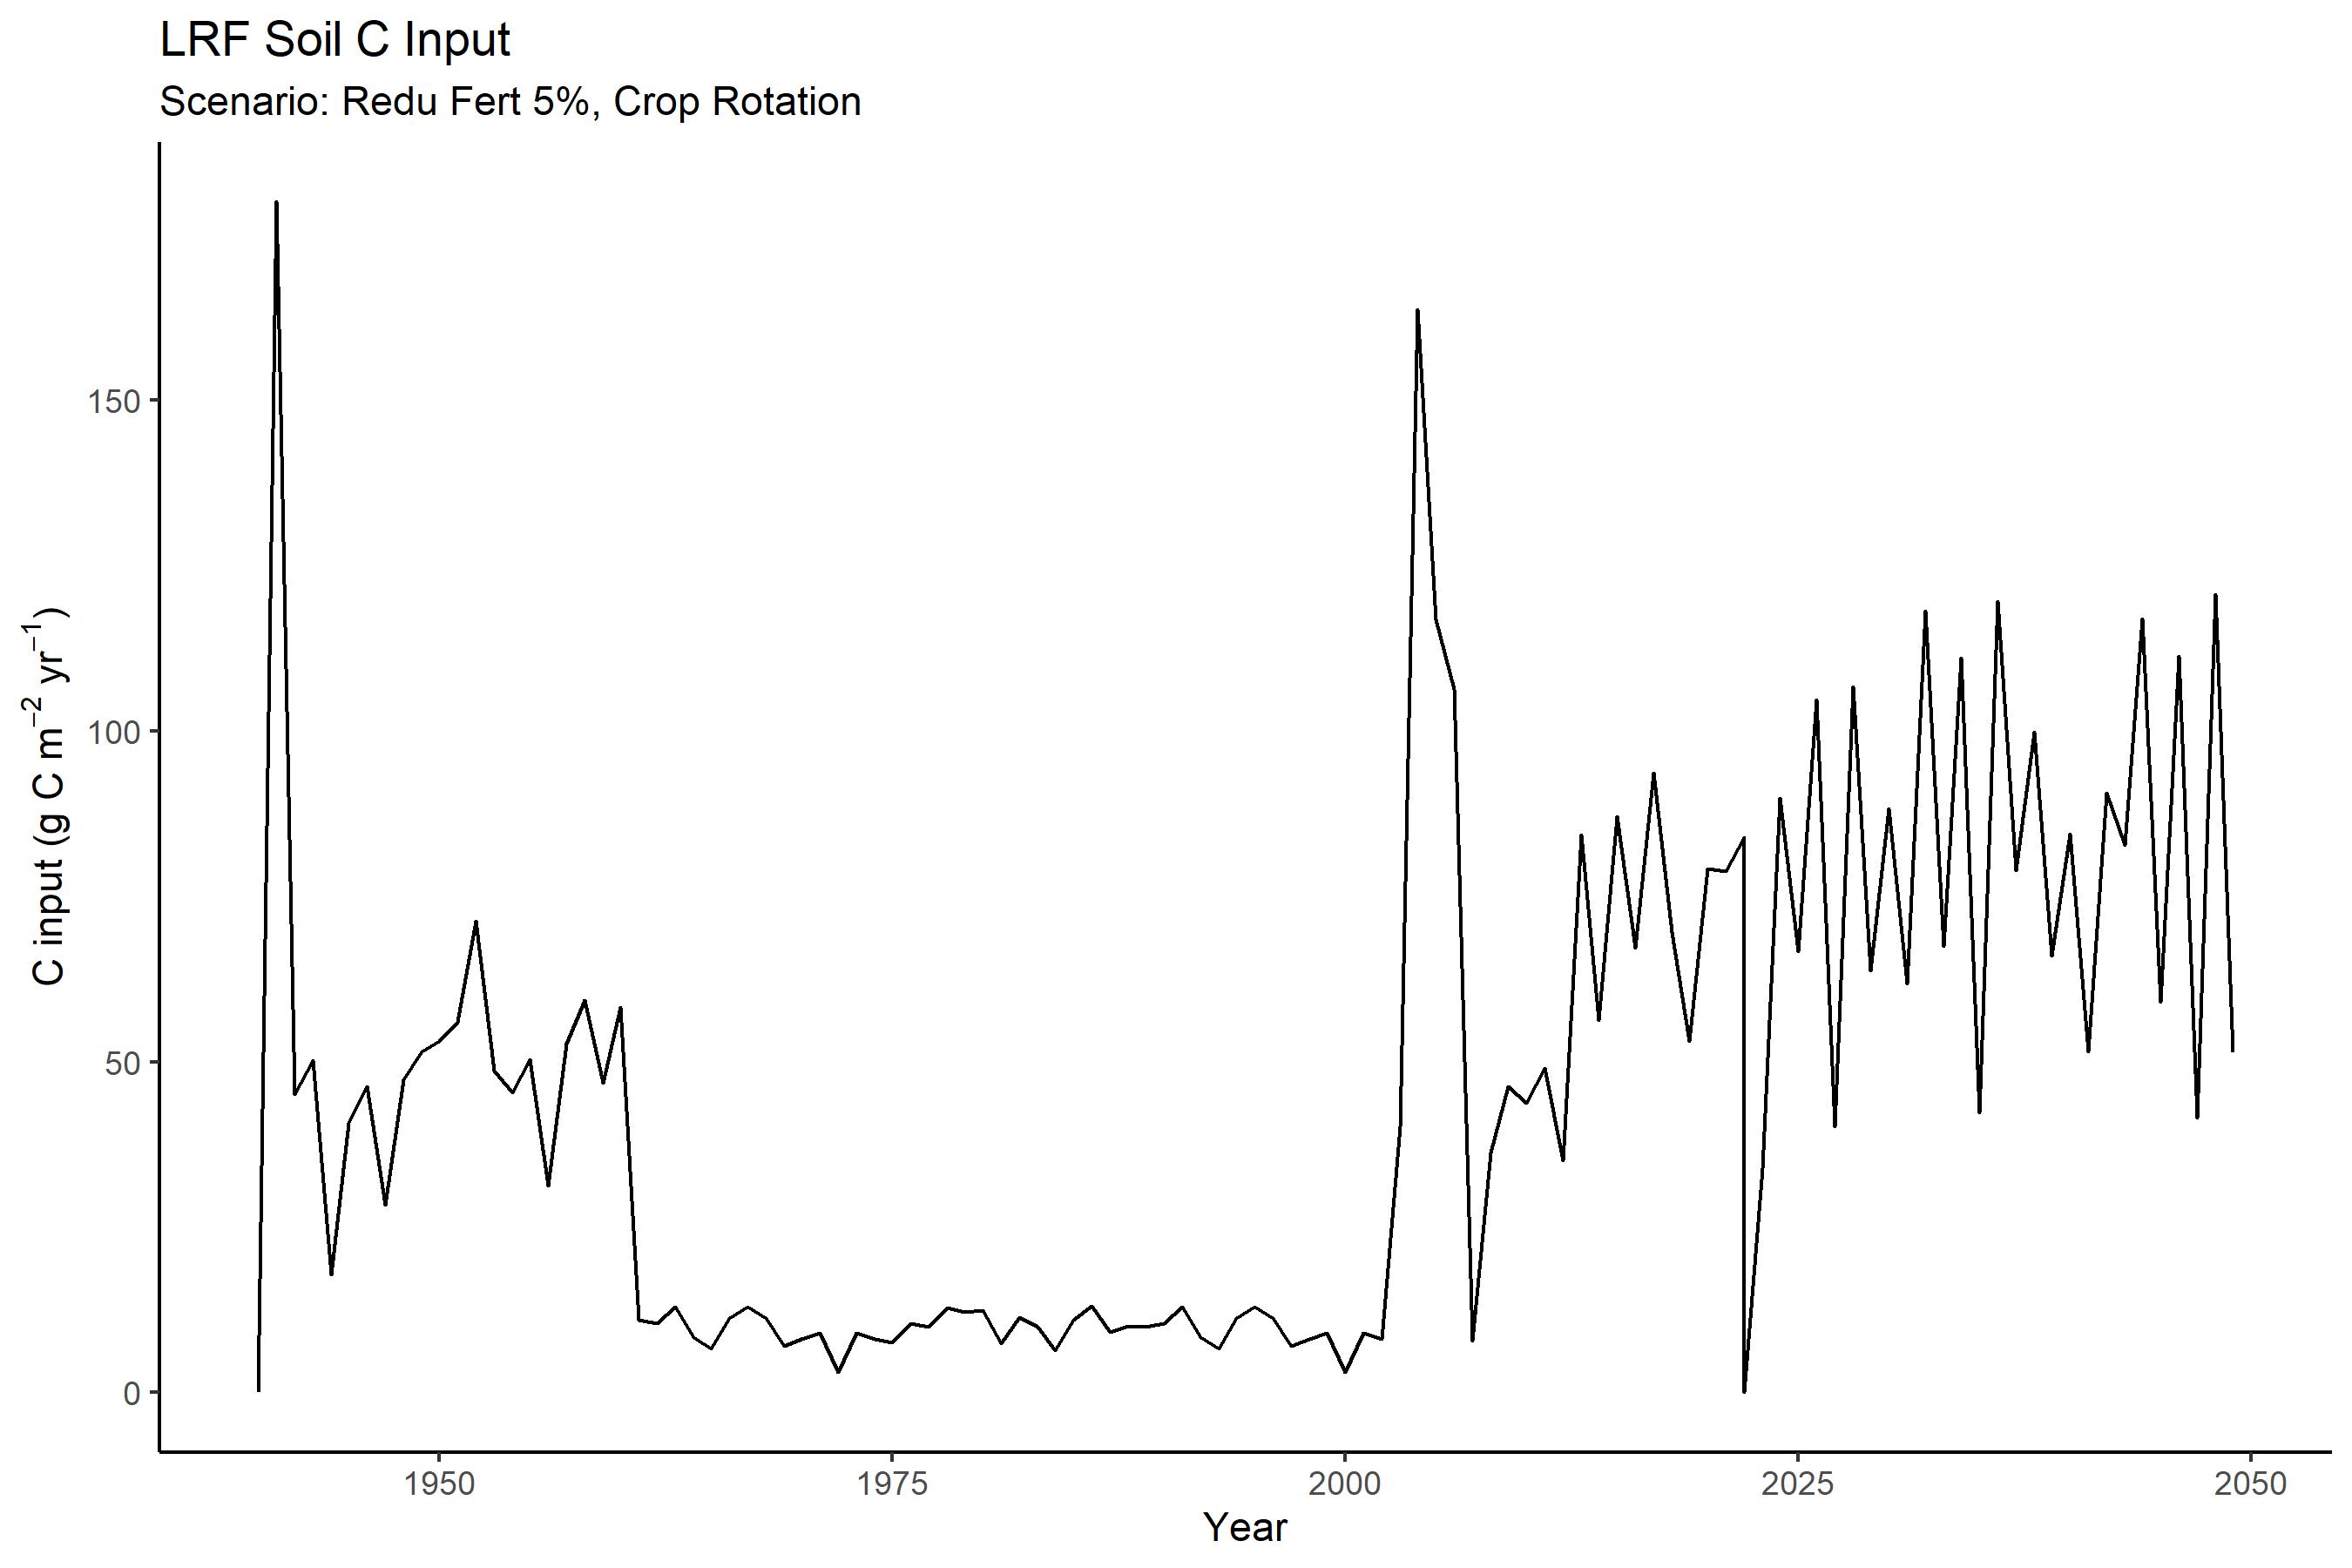 LRF Soil C Input
Scenario: Redu Fert 5%, Crop Rotation
C input (g C m⁻² yr⁻¹)
150
100
50
0
1950 1975 2000 2025 2050
Year